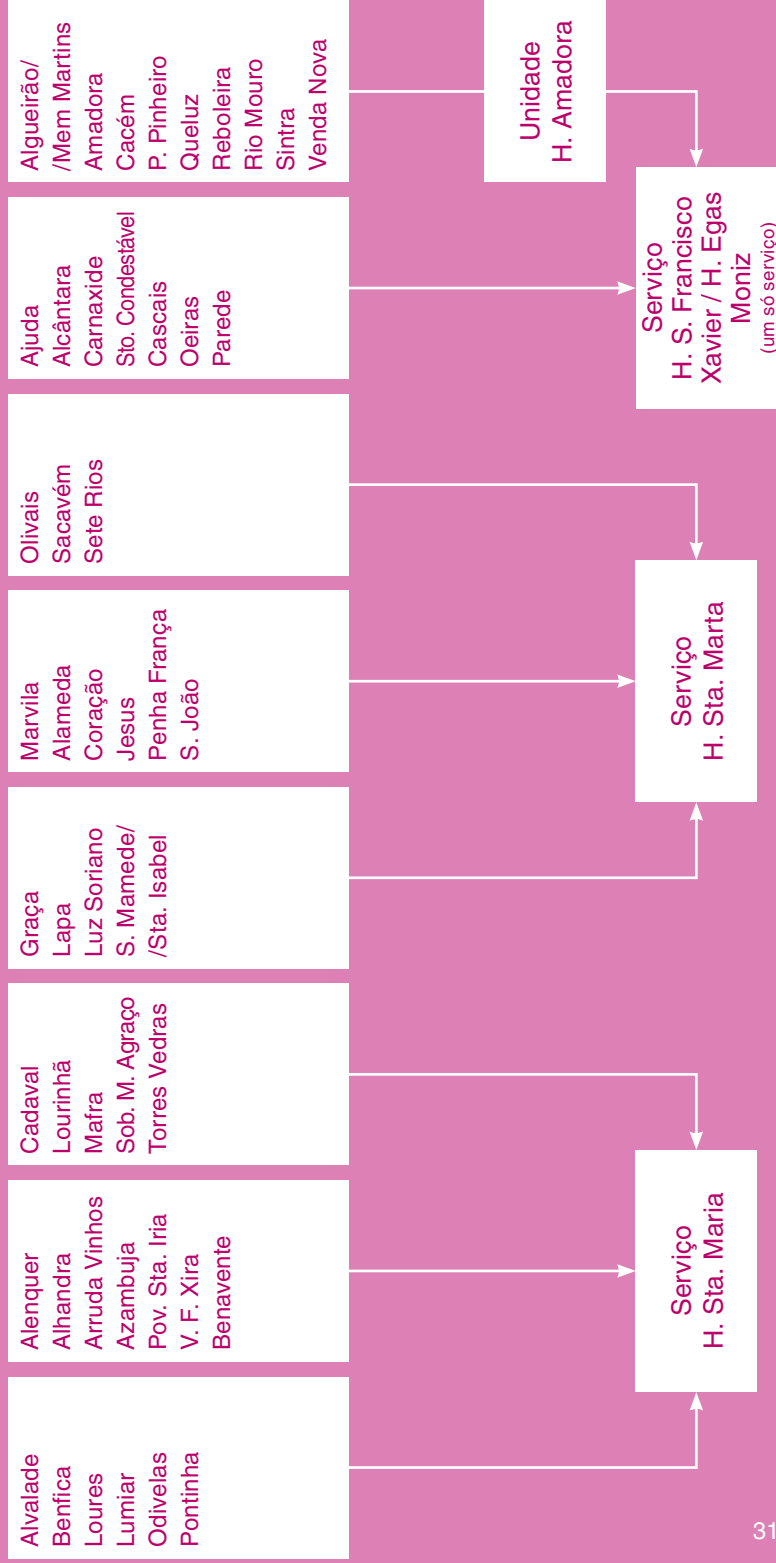 Alvalade
Benfica
Loures
Lumiar
Odivelas
Pontinha
Alenquer
Alhandra
Arruda Vinhos
Azambuja
Pov. Sta. Iria
V. F. Xira
Benavente
Cadaval
Lourinhã
Mafra
Sob. M. Agraço
Torres Vedras
Graça
Lapa
Luz Soriano
S. Mamede/
/Sta. Isabel
Marvila
Alameda
Coração
Jesus
Penha França
S. João
Olivais
Sacavém
Sete Rios
Ajuda
Alcântara
Carnaxide
Sto. Condestável
Cascais
Oeiras
Parede
Algueirão/
/Mem Martins
Amadora
Cacém
P. Pinheiro
Queluz
Reboleira
Rio Mouro
Sintra
Venda Nova
Unidade
H. Amadora
Serviço
H. Sta. Maria
Serviço
H. Sta. Marta
Serviço
H. S. Francisco
Xavier / H. Egas
Moniz
(um só serviço)
31